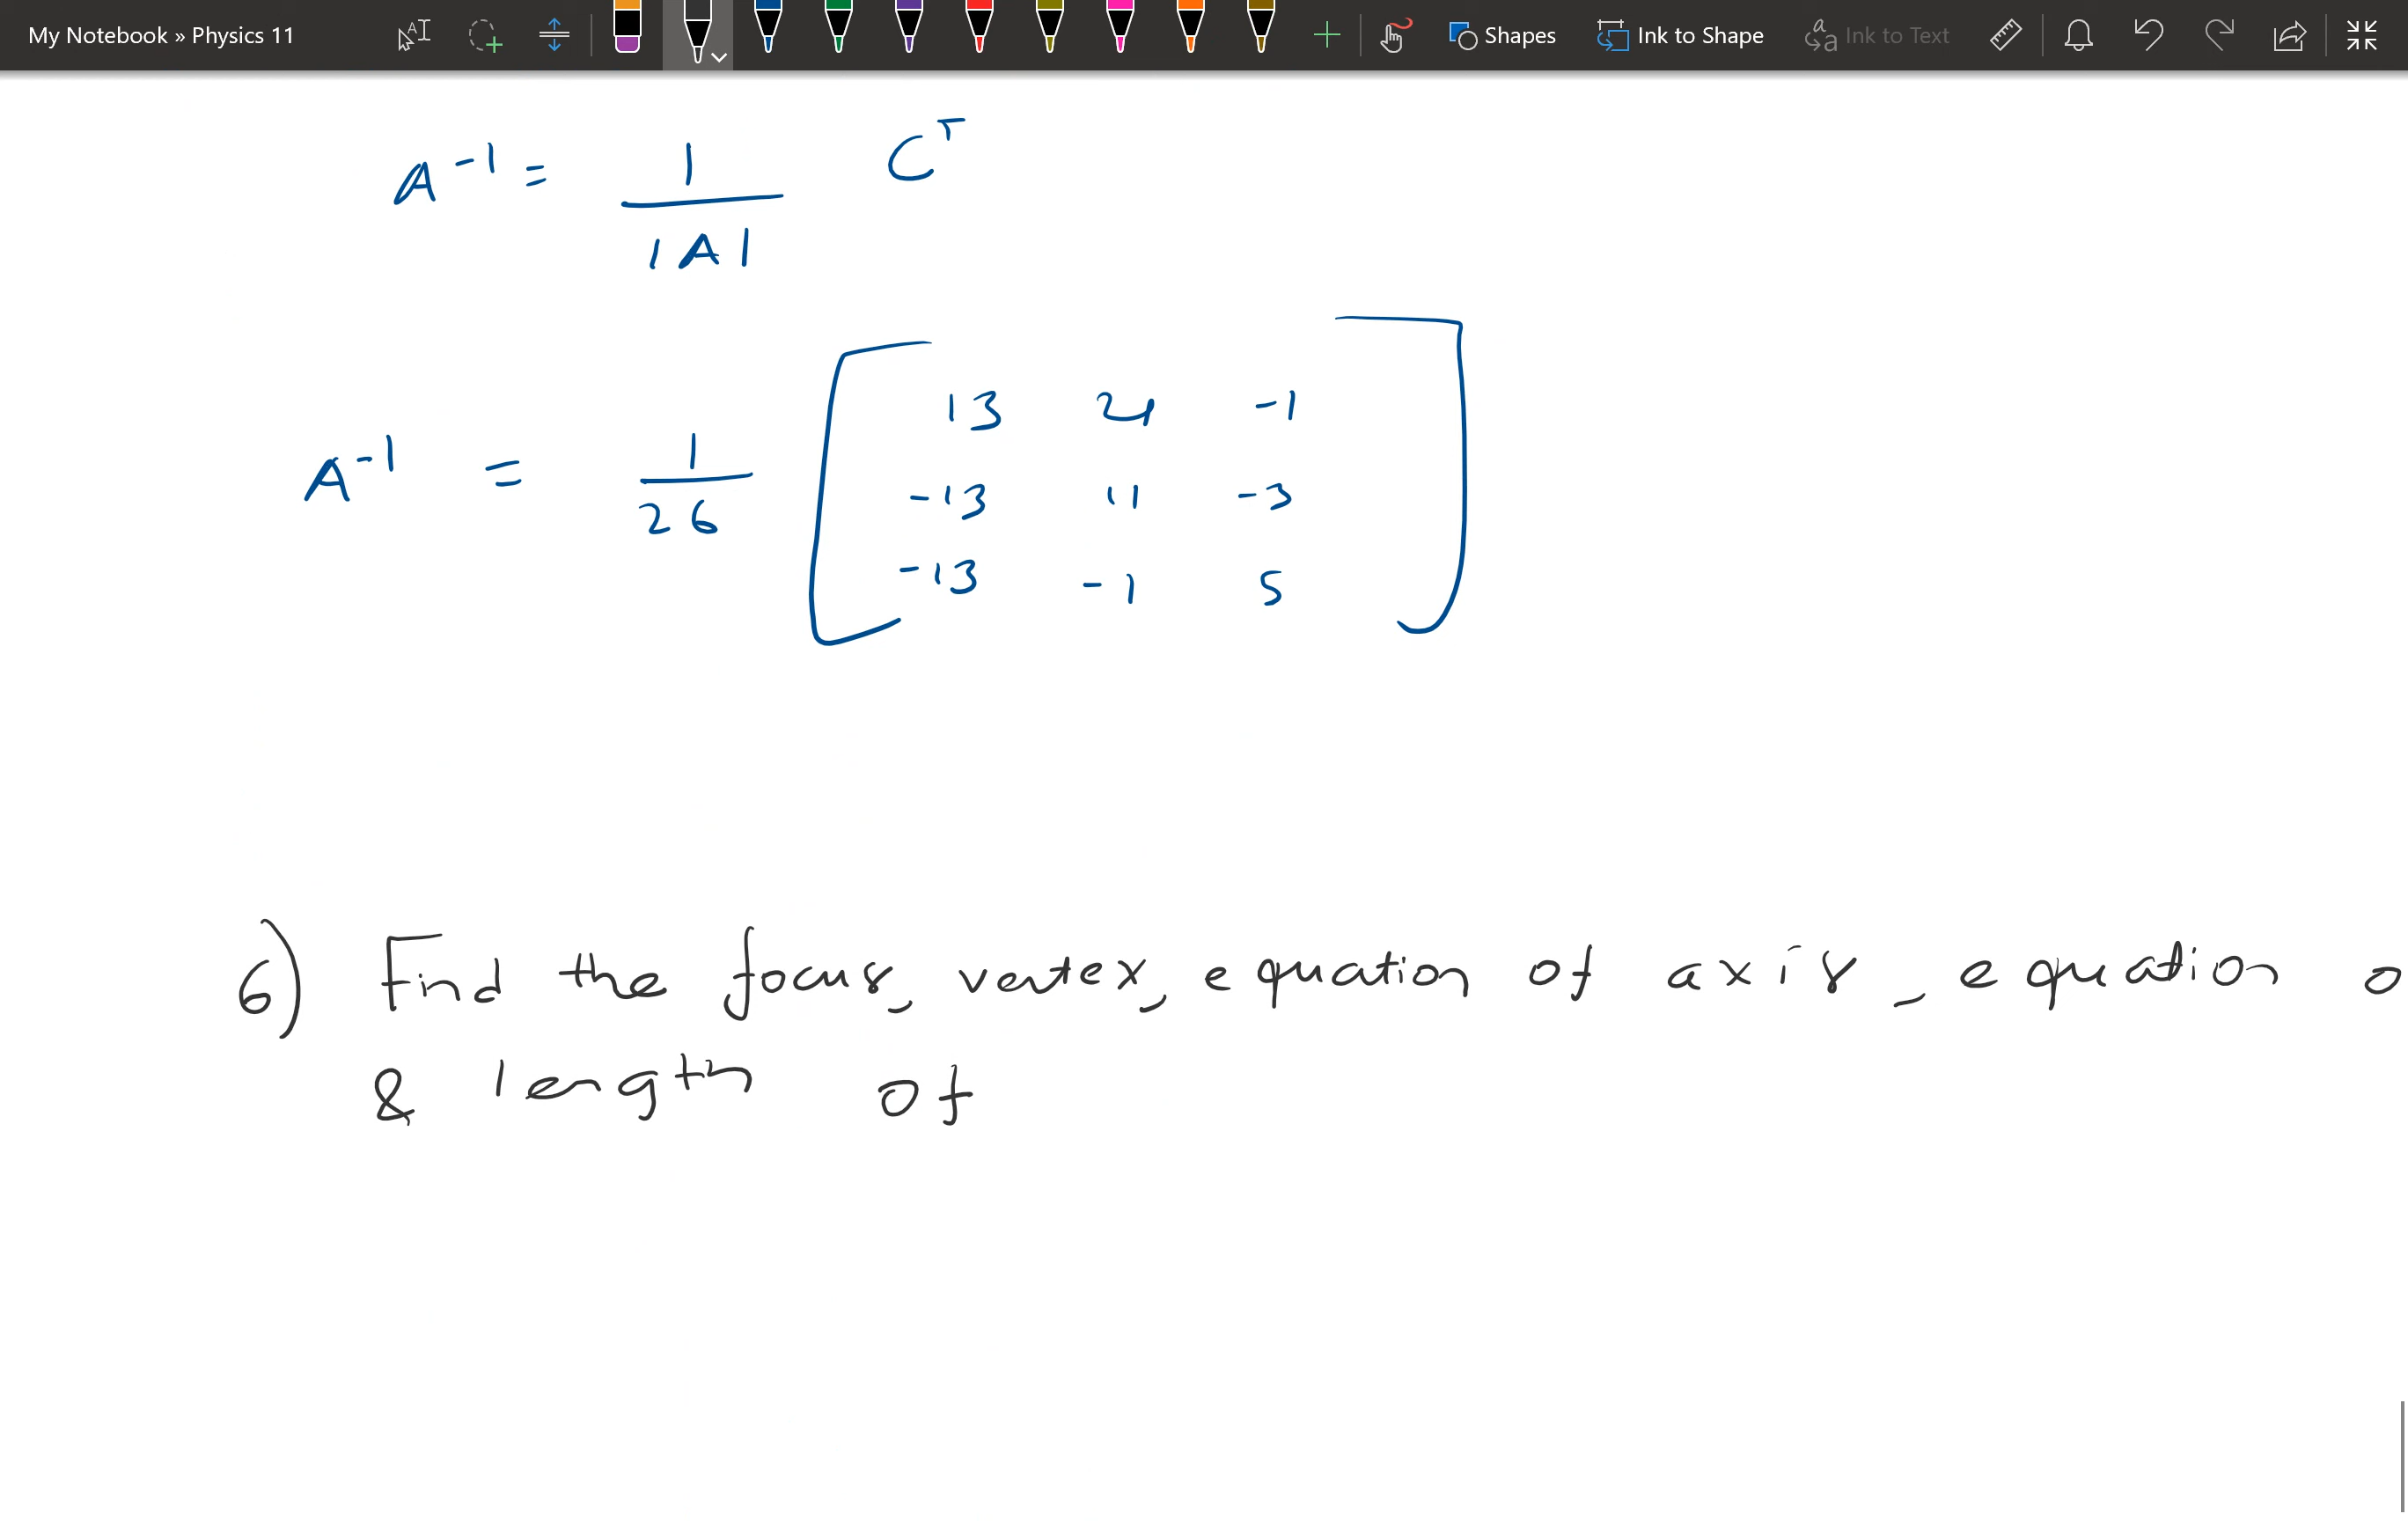 My Notebook » Physics 11 Shapes Ink to Shape Ink to Text
A⁻¹ = 1/|A| Cᵀ
A⁻¹ = 1/26
13 21 -1
-13 11 -3
-13 -1 5
6) Find the focus, vertex, equation of axis, equation o
& length of